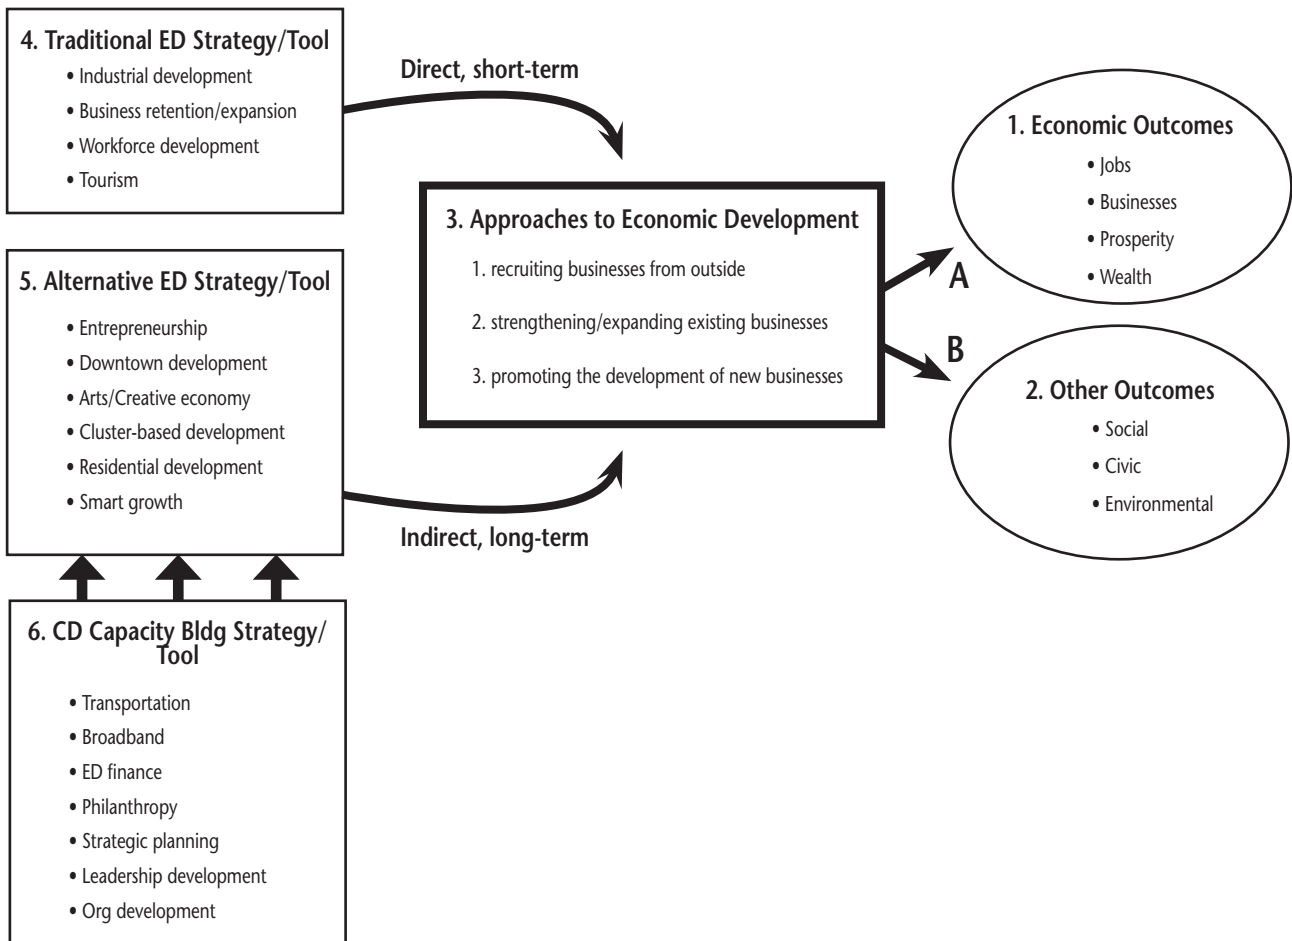 4. Traditional ED Strategy/Tool
• Industrial development
• Business retention/expansion
• Workforce development
• Tourism
Direct, short-term
5. Alternative ED Strategy/Tool
• Entrepreneurship
• Downtown development
• Arts/Creative economy
• Cluster-based development
• Residential development
• Smart growth
Indirect, long-term
6. CD Capacity Bldg Strategy/
Tool
• Transportation
• Broadband
• ED finance
• Philanthropy
• Strategic planning
• Leadership development
• Org development
3. Approaches to Economic Development
1. recruiting businesses from outside
2. strengthening/expanding existing businesses
3. promoting the development of new businesses
A
B
1. Economic Outcomes
• Jobs
• Businesses
• Prosperity
• Wealth
2. Other Outcomes
• Social
• Civic
• Environmental